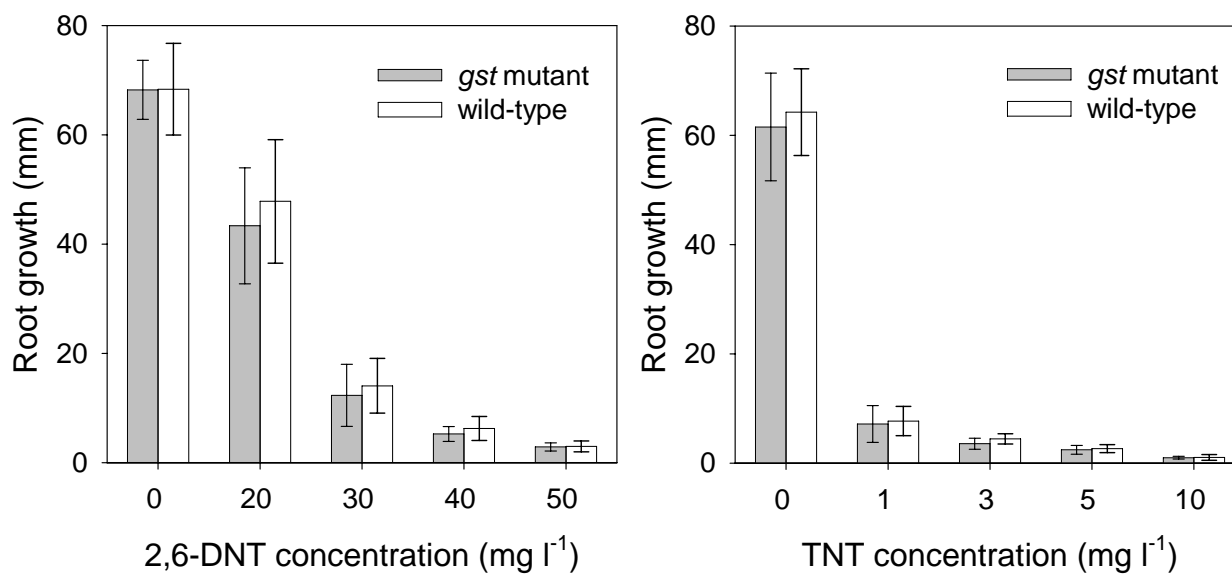 80
60
40
20
0
Root growth (mm)
gst mutant
wild-type
0 20 30 40 50
2,6-DNT concentration (mg l⁻¹)
80
60
40
20
0
Root growth (mm)
gst mutant
wild-type
0 1 3 5 10
TNT concentration (mg l⁻¹)